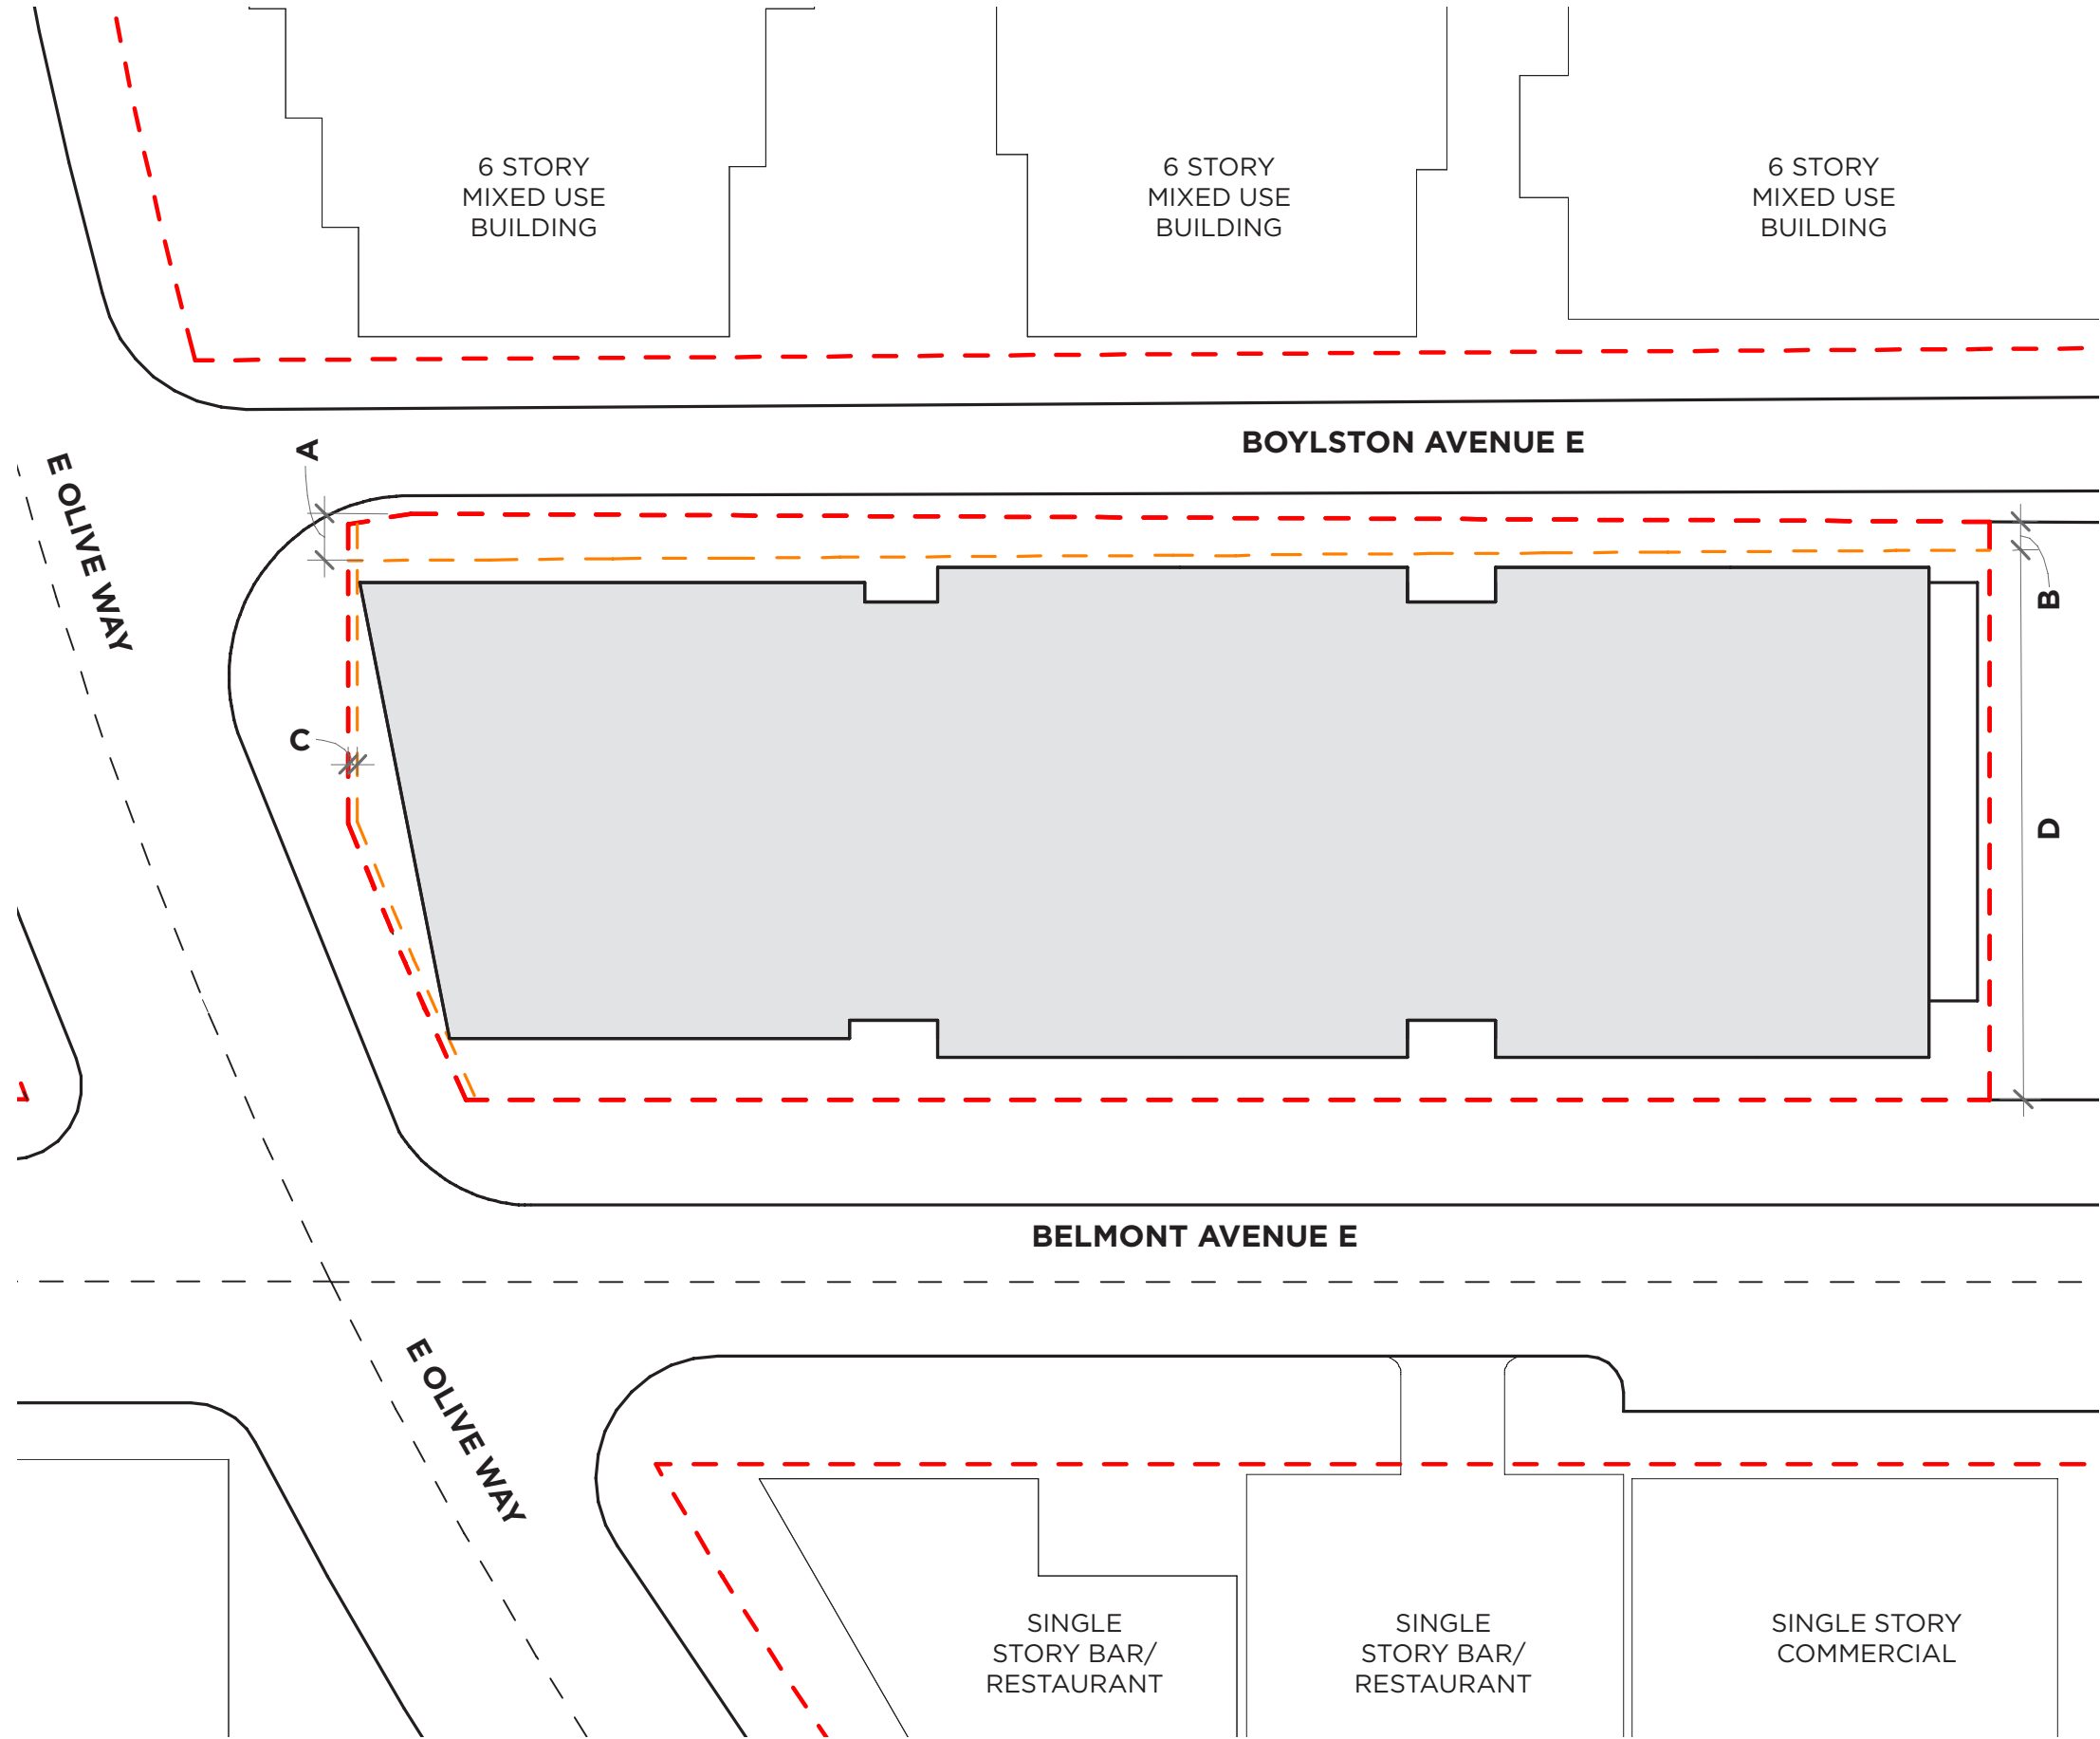 6 STORY
MIXED USE
BUILDING
6 STORY
MIXED USE
BUILDING
6 STORY
MIXED USE
BUILDING
BOYLSTON AVENUE E
A
E OLIVE WAY
B
C
D
BELMONT AVENUE E
E OLIVE WAY
SINGLE
STORY BAR/
RESTAURANT
SINGLE
STORY BAR/
RESTAURANT
SINGLE STORY
COMMERCIAL